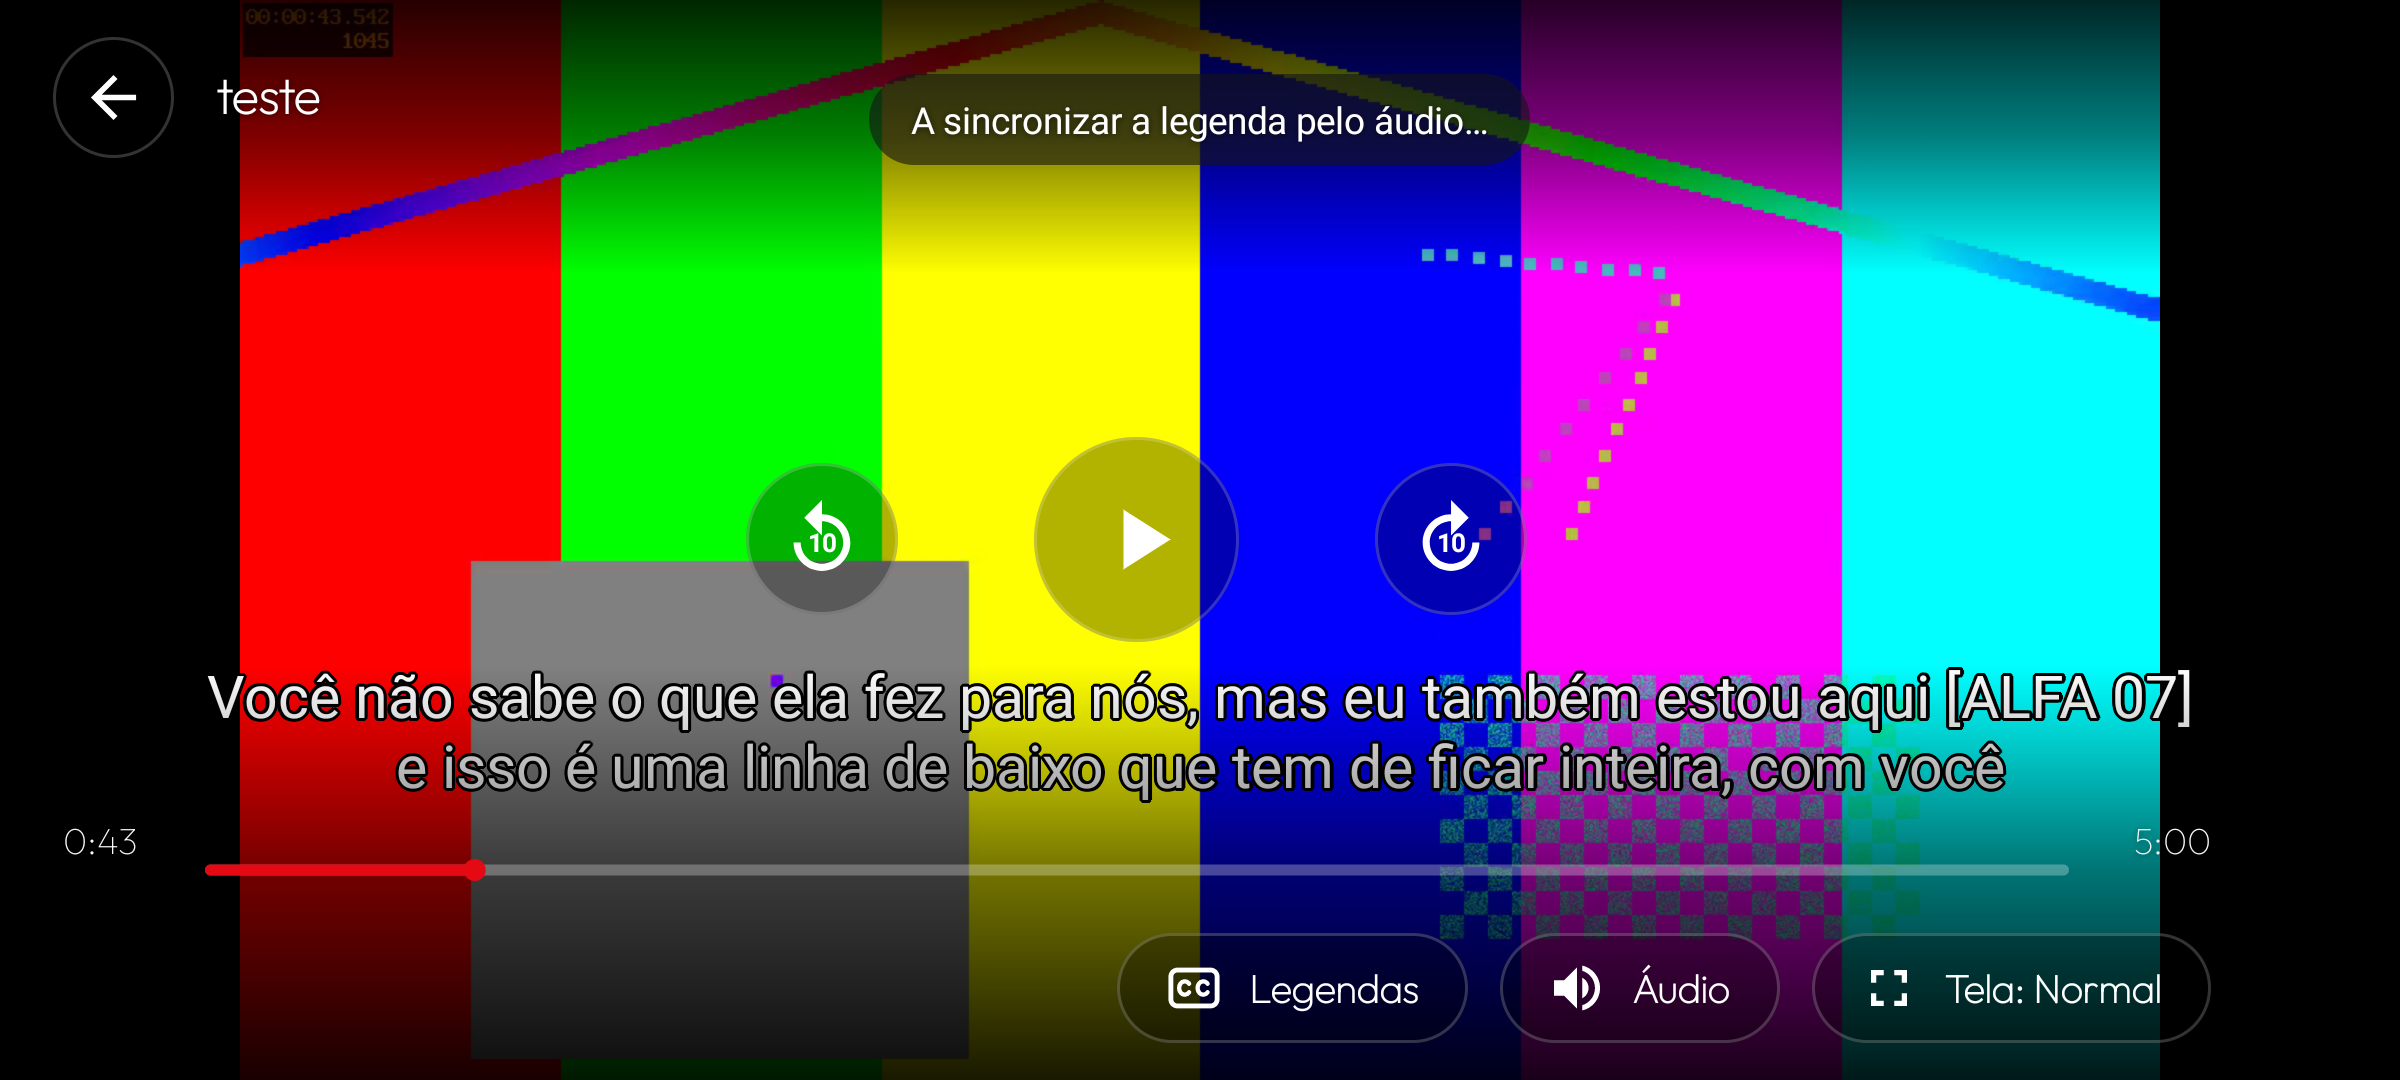 00:00:43.542
1045
teste
A sincronizar a legenda pelo áudio...
10
10
Você não sabe o que ela fez para nós, mas eu também estou aqui [ALFA 07]
e isso é uma linha de baixo que tem de ficar inteira, com você
0:43
5:00
CC Legendas
Áudio
Tela: Normal